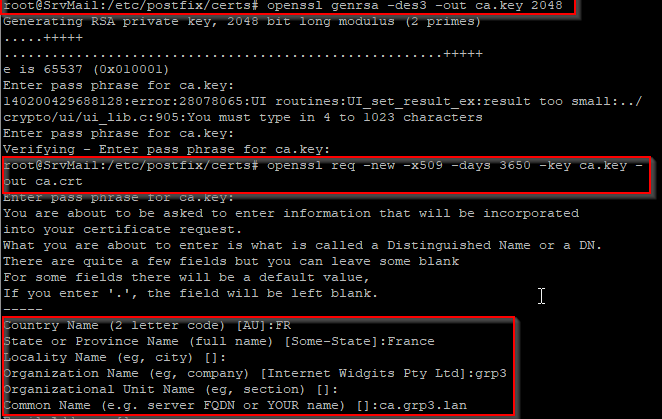 root@SrvMail:/etc/postfix/certs# openssl genrsa -des3 -out ca.key 2048
Generating RSA private key, 2048 bit long modulus (2 primes)
.....+++++
.......................................................+++++
e is 65537 (0x010001)
Enter pass phrase for ca.key:
140200429688128:error:28078065:UI routines:UI_set_result_ex:result too small:../
crypto/ui/ui_lib.c:905:You must type in 4 to 1023 characters
Enter pass phrase for ca.key:
Verifying - Enter pass phrase for ca.key:
root@SrvMail:/etc/postfix/certs# openssl req -new -x509 -days 3650 -key ca.key -
out ca.crt
Enter pass phrase for ca.key:
You are about to be asked to enter information that will be incorporated
into your certificate request.
What you are about to enter is what is called a Distinguished Name or a DN.
There are quite a few fields but you can leave some blank
For some fields there will be a default value,
If you enter '.', the field will be left blank.
-----
Country Name (2 letter code) [AU]:FR
State or Province Name (full name) [Some-State]:France
Locality Name (eg, city) []:
Organization Name (eg, company) [Internet Widgits Pty Ltd]:grp3
Organizational Unit Name (eg, section) []:
Common Name (e.g. server FQDN or YOUR name) []:ca.grp3.lan